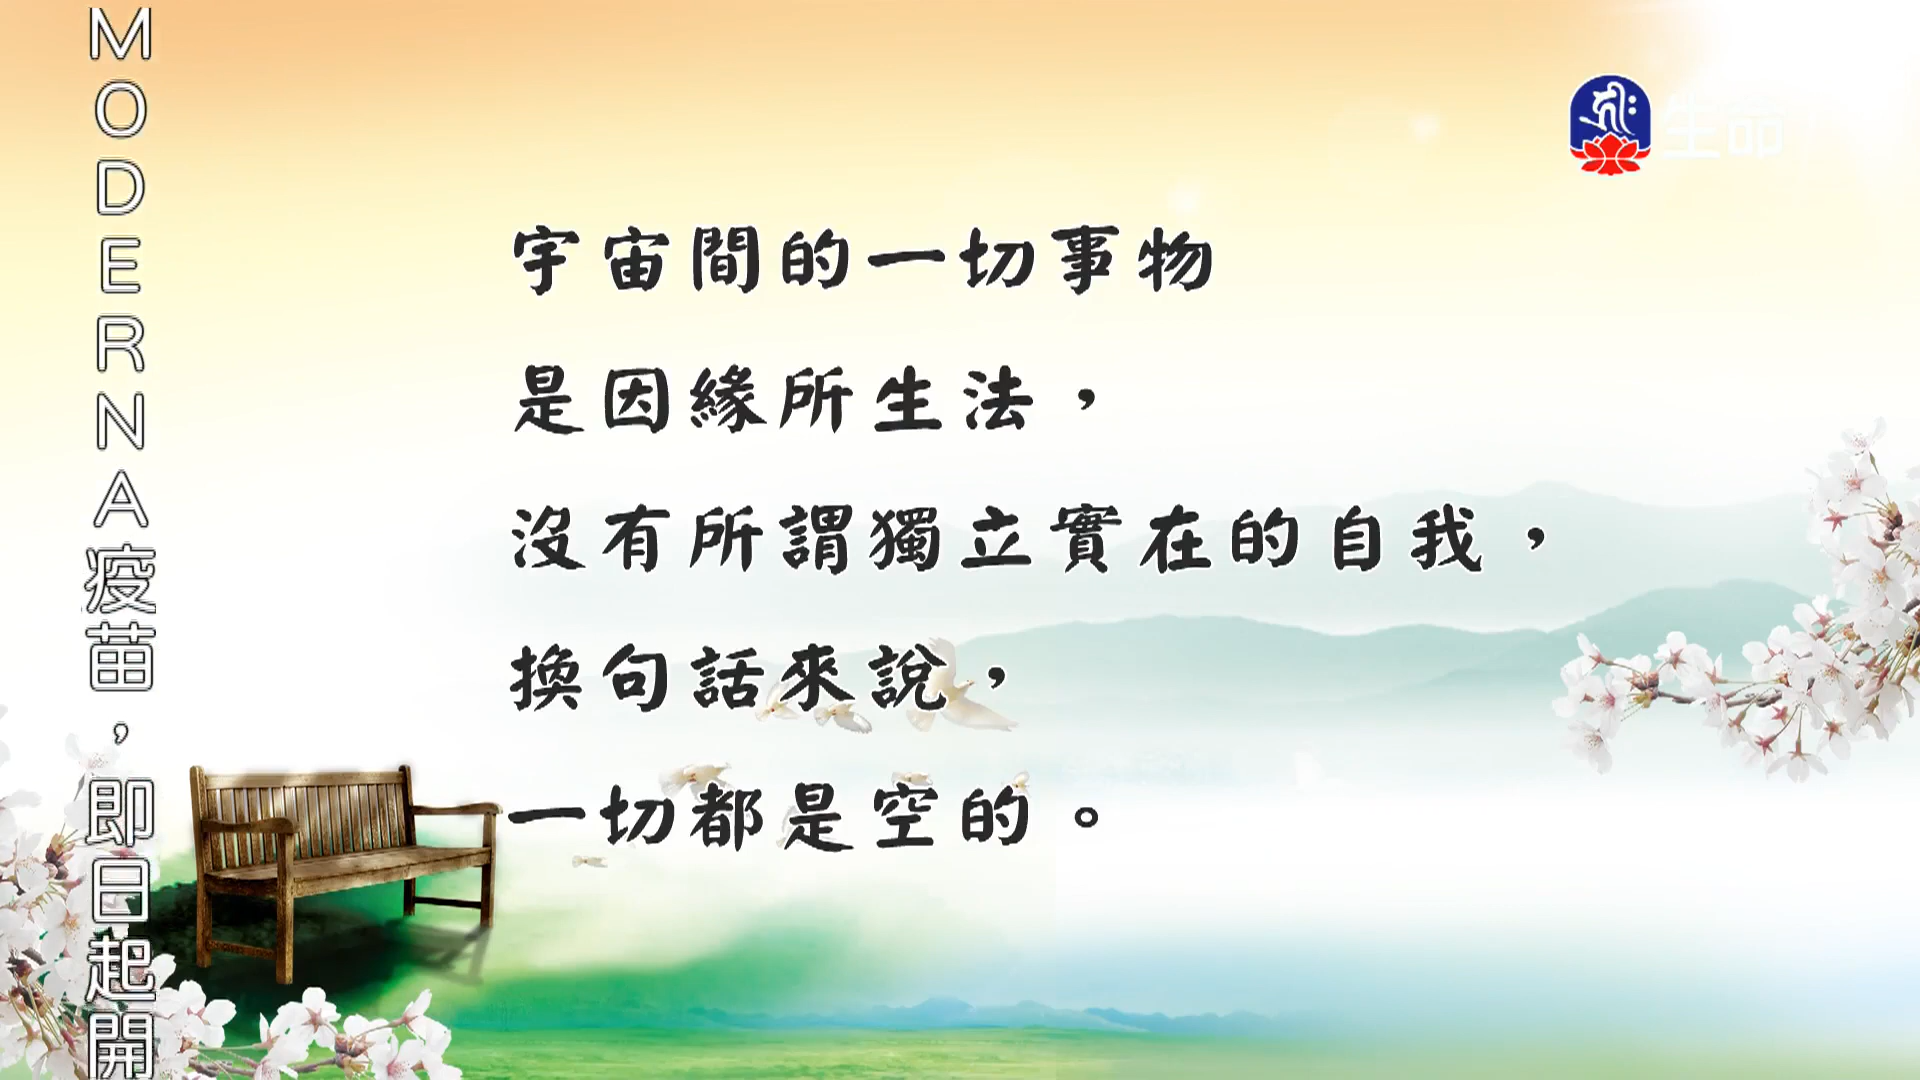 MODERNA疫苗，即日起開
生命
宇宙間的一切事物
是因緣所生法，
沒有所謂獨立實在的自我，
換句話來說，
一切都是空的。